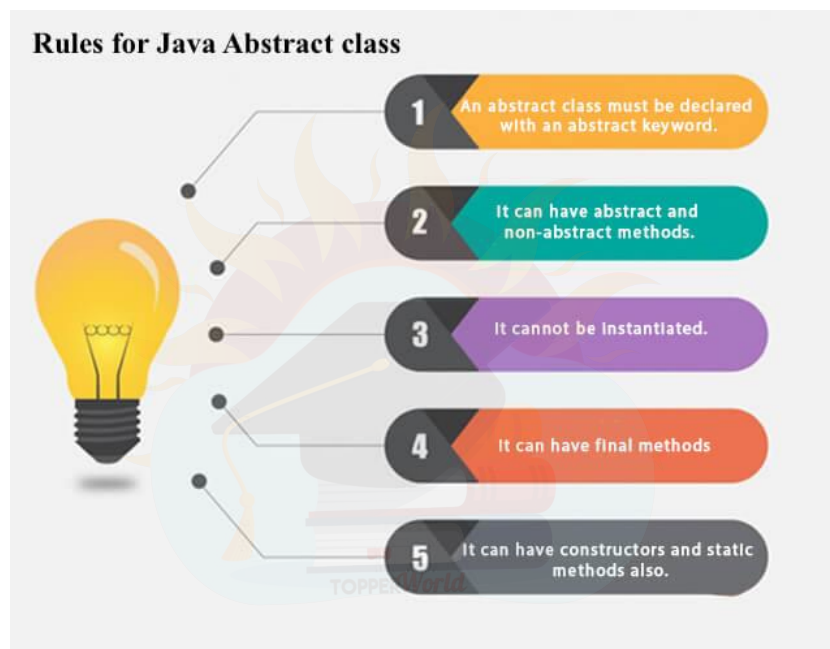 Rules for Java Abstract class
1
An abstract class must be declared
with an abstract keyword.
2
It can have abstract and
non-abstract methods.
3
It cannot be instantiated.
4
It can have final methods
5
It can have constructors and static
methods also.
TOPPERWorld